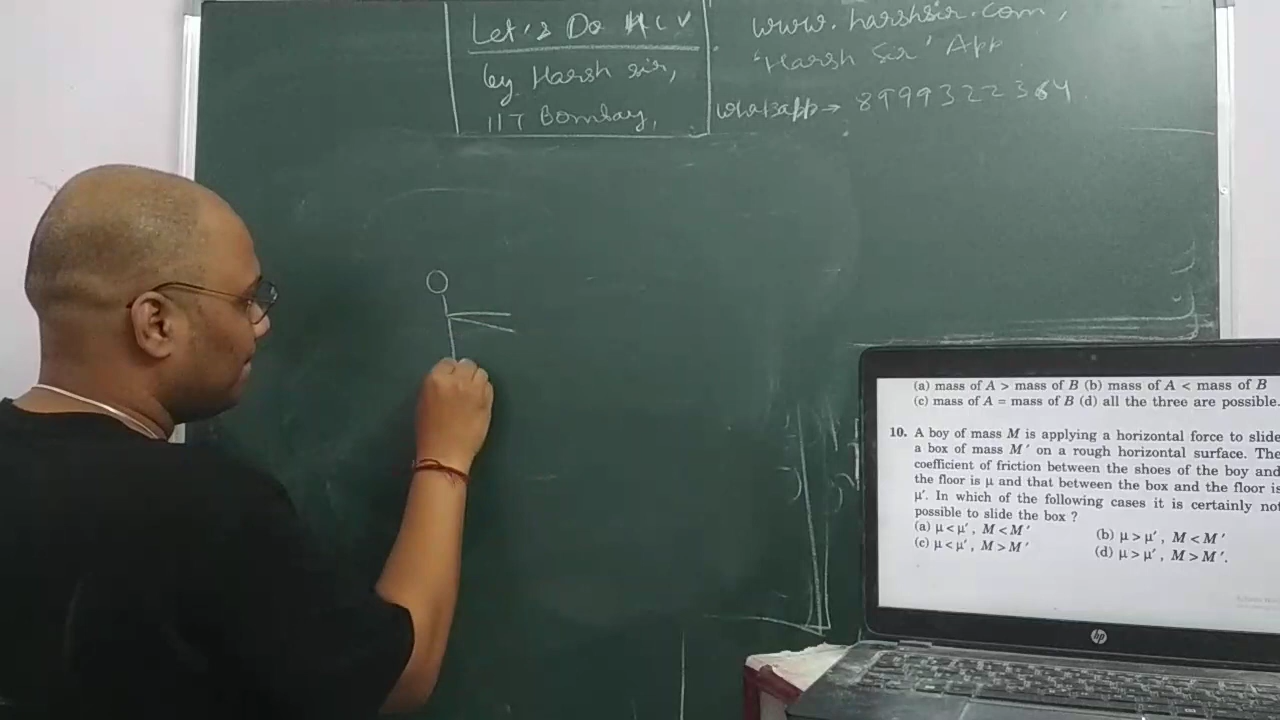 Let's Do HCV
by Harsh sir,
IIT Bombay,
www.harshsir.com,
'Harsh Sir' App
whatsapp → 8999322364
(a) mass of A > mass of B (b) mass of A < mass of B
(c) mass of A = mass of B (d) all the three are possible.
10. A boy of mass M is applying a horizontal force to slide
a box of mass M' on a rough horizontal surface. The
coefficient of friction between the shoes of the boy and
the floor is μ and that between the box and the floor is
μ'. In which of the following cases it is certainly not
possible to slide the box ?
(a) μ < μ', M < M' (b) μ > μ', M < M'
(c) μ < μ', M > M' (d) μ > μ', M > M'.
hp